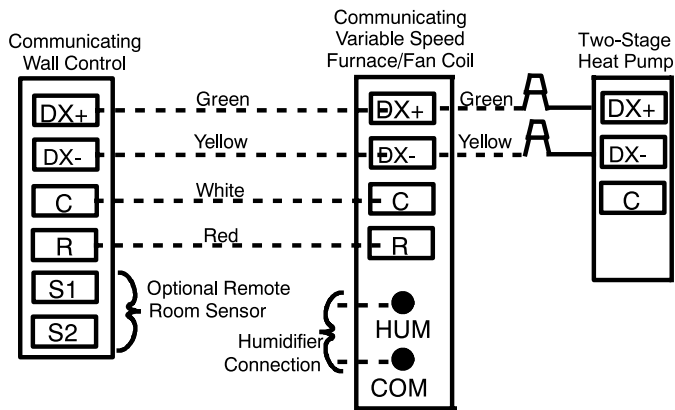 Communicating
Wall Control
Communicating
Variable Speed
Furnace/Fan Coil
Two-Stage
Heat Pump
DX+
Green
DX+
Green
DX+
DX-
Yellow
DX-
Yellow
DX-
C
White
C
C
R
Red
R
S1
S2
Optional Remote
Room Sensor
Humidifier
Connection
HUM
COM